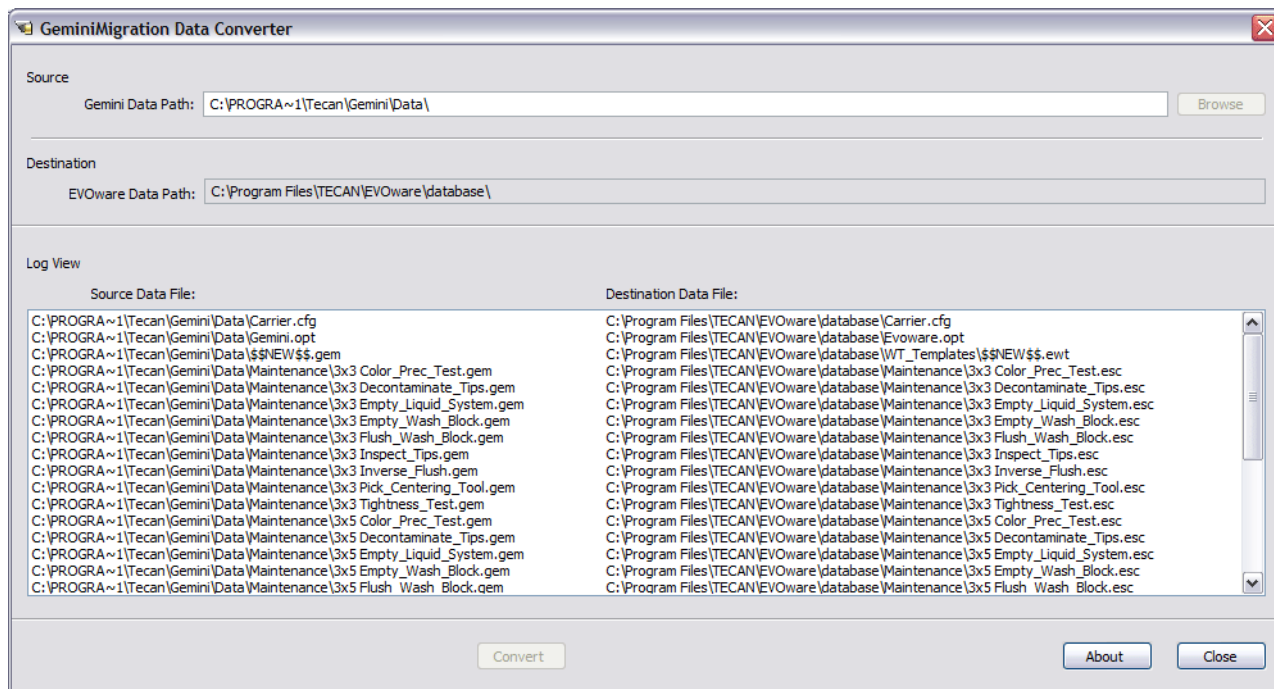 GeminiMigration Data Converter
Source
Gemini Data Path: C:\PROGRA~1\Tecan\Gemini\Data\ Browse
Destination
EVOware Data Path: C:\Program Files\TECAN\EVOware\database\
Log View
Source Data File: Destination Data File:
C:\PROGRA~1\Tecan\Gemini\Data\Carrier.cfg C:\Program Files\TECAN\EVOware\database\Carrier.cfg
C:\PROGRA~1\Tecan\Gemini\Data\Gemini.opt C:\Program Files\TECAN\EVOware\database\Evoware.opt
C:\PROGRA~1\Tecan\Gemini\Data\$$NEW$$.gem C:\Program Files\TECAN\EVOware\database\WT_Templates\$$NEW$$.ewt
C:\PROGRA~1\Tecan\Gemini\Data\Maintenance\3x3 Color_Prec_Test.gem C:\Program Files\TECAN\EVOware\database\Maintenance\3x3 Color_Prec_Test.esc
C:\PROGRA~1\Tecan\Gemini\Data\Maintenance\3x3 Decontaminate_Tips.gem C:\Program Files\TECAN\EVOware\database\Maintenance\3x3 Decontaminate_Tips.esc
C:\PROGRA~1\Tecan\Gemini\Data\Maintenance\3x3 Empty_Liquid_System.gem C:\Program Files\TECAN\EVOware\database\Maintenance\3x3 Empty_Liquid_System.esc
C:\PROGRA~1\Tecan\Gemini\Data\Maintenance\3x3 Empty_Wash_Block.gem C:\Program Files\TECAN\EVOware\database\Maintenance\3x3 Empty_Wash_Block.esc
C:\PROGRA~1\Tecan\Gemini\Data\Maintenance\3x3 Flush_Wash_Block.gem C:\Program Files\TECAN\EVOware\database\Maintenance\3x3 Flush_Wash_Block.esc
C:\PROGRA~1\Tecan\Gemini\Data\Maintenance\3x3 Inspect_Tips.gem C:\Program Files\TECAN\EVOware\database\Maintenance\3x3 Inspect_Tips.esc
C:\PROGRA~1\Tecan\Gemini\Data\Maintenance\3x3 Inverse_Flush.gem C:\Program Files\TECAN\EVOware\database\Maintenance\3x3 Inverse_Flush.esc
C:\PROGRA~1\Tecan\Gemini\Data\Maintenance\3x3 Pick_Centering_Tool.gem C:\Program Files\TECAN\EVOware\database\Maintenance\3x3 Pick_Centering_Tool.esc
C:\PROGRA~1\Tecan\Gemini\Data\Maintenance\3x3 Tightness_Test.gem C:\Program Files\TECAN\EVOware\database\Maintenance\3x3 Tightness_Test.esc
C:\PROGRA~1\Tecan\Gemini\Data\Maintenance\3x5 Color_Prec_Test.gem C:\Program Files\TECAN\EVOware\database\Maintenance\3x5 Color_Prec_Test.esc
C:\PROGRA~1\Tecan\Gemini\Data\Maintenance\3x5 Decontaminate_Tips.gem C:\Program Files\TECAN\EVOware\database\Maintenance\3x5 Decontaminate_Tips.esc
C:\PROGRA~1\Tecan\Gemini\Data\Maintenance\3x5 Empty_Liquid_System.gem C:\Program Files\TECAN\EVOware\database\Maintenance\3x5 Empty_Liquid_System.esc
C:\PROGRA~1\Tecan\Gemini\Data\Maintenance\3x5 Empty_Wash_Block.gem C:\Program Files\TECAN\EVOware\database\Maintenance\3x5 Empty_Wash_Block.esc
C:\PROGRA~1\Tecan\Gemini\Data\Maintenance\3x5 Flush_Wash_Block.gem C:\Program Files\TECAN\EVOware\database\Maintenance\3x5 Flush_Wash_Block.esc
Convert About Close